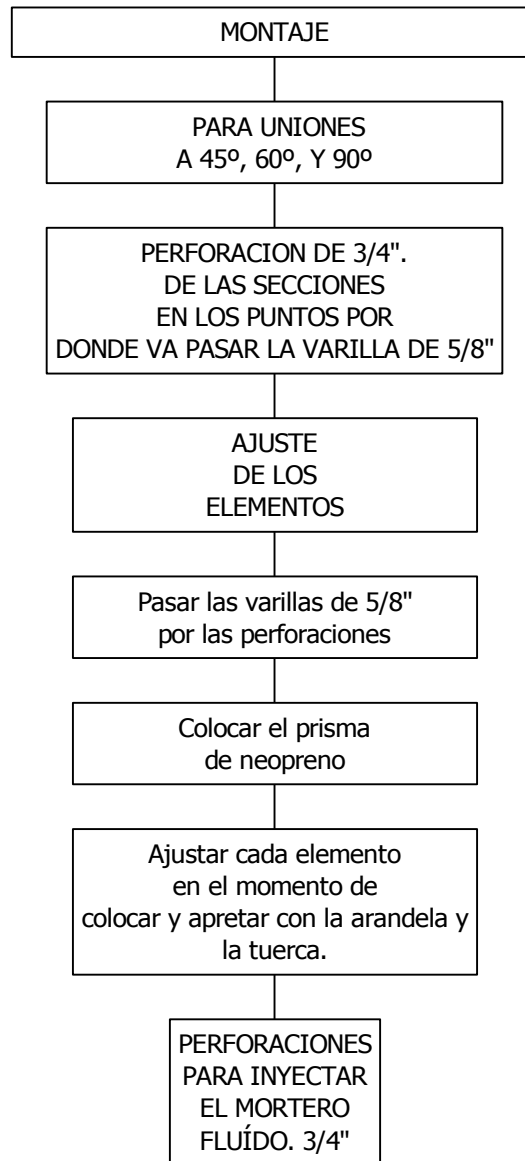 MONTAJE
PARA UNIONES
A 45º, 60º, Y 90º
PERFORACION DE 3/4".
DE LAS SECCIONES
EN LOS PUNTOS POR
DONDE VA PASAR LA VARILLA DE 5/8"
AJUSTE
DE LOS
ELEMENTOS
Pasar las varillas de 5/8"
por las perforaciones
Colocar el prisma
de neopreno
Ajustar cada elemento
en el momento de
colocar y apretar con la arandela y
la tuerca.
PERFORACIONES
PARA INYECTAR
EL MORTERO
FLUÍDO. 3/4"